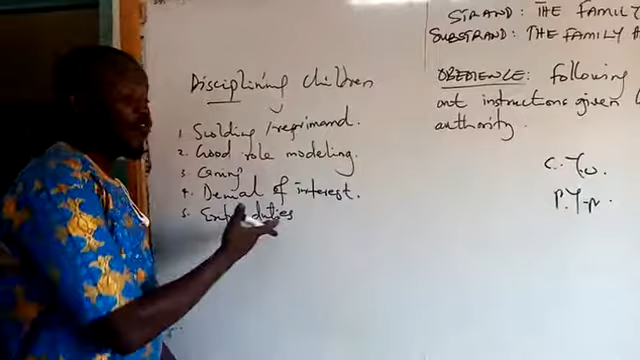 Disciplining children
1 Scolding /reprimand.
2. Good role modeling.
3 Caning
4. Denial of interest.
5. Extra duties
STRAND: THE FAMILY
SUBSTRAND: THE FAMILY
OBEDIENCE: following
out instructions given
authority.